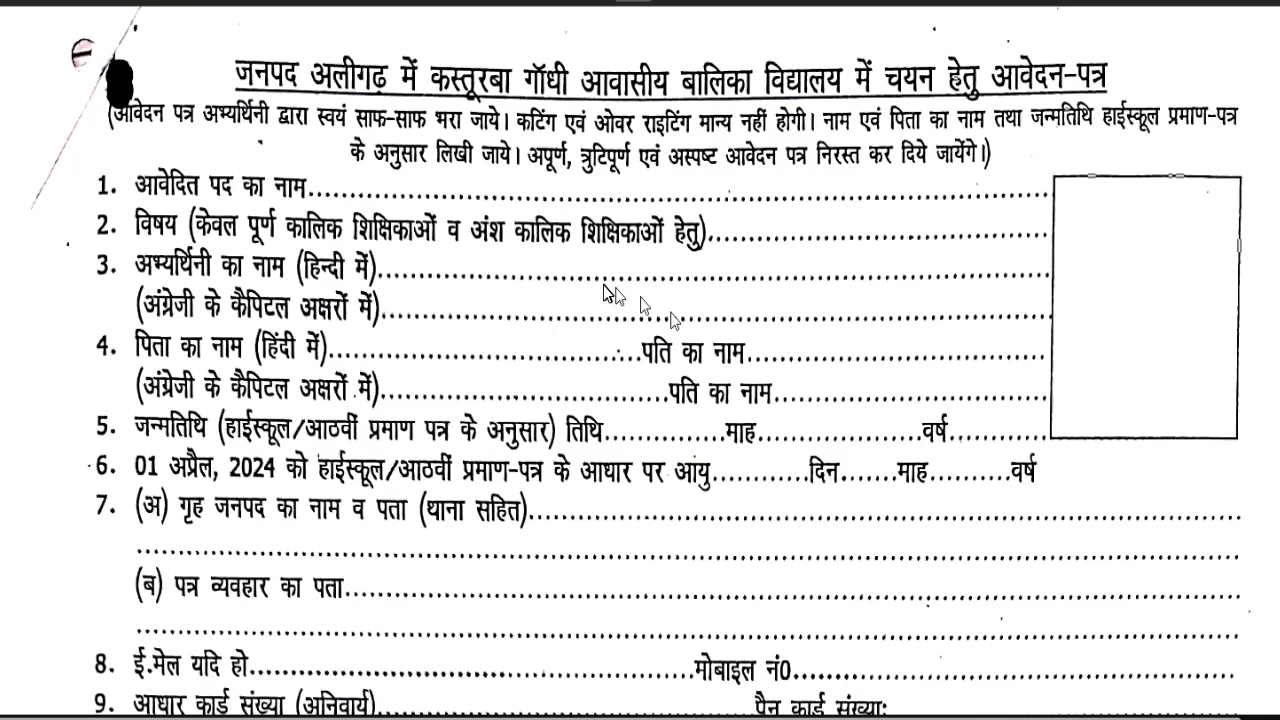 जनपद अलीगढ में कस्तूरबा गॉधी आवासीय बालिका विद्यालय में चयन हेतु आवेदन-पत्र
(आवेदन पत्र अभ्यर्थिनी द्वारा स्वयं साफ-साफ भरा जाये। कटिंग एवं ओवर राइटिंग मान्य नहीं होगी। नाम एवं पिता का नाम तथा जन्मतिथि हाईस्कूल प्रमाण-पत्र
के अनुसार लिखी जाये। अपूर्ण, त्रुटिपूर्ण एवं अस्पष्ट आवेदन पत्र निरस्त कर दिये जायेंगे।)
1. आवेदित पद का नाम....................
2. विषय (केवल पूर्ण कालिक शिक्षिकाओं व अंश कालिक शिक्षिकाओं हेतु)....................
3. अभ्यर्थिनी का नाम (हिन्दी में)....................
(अंग्रेजी के कैपिटल अक्षरों में)....................
4. पिता का नाम (हिंदी में)....................पति का नाम....................
(अंग्रेजी के कैपिटल अक्षरों में)....................पति का नाम....................
5. जन्मतिथि (हाईस्कूल/आठवीं प्रमाण पत्र के अनुसार) तिथि............माह............वर्ष............
6. 01 अप्रैल, 2024 को हाईस्कूल/आठवीं प्रमाण-पत्र के आधार पर आयु..........दिन.......माह..........वर्ष
7. (अ) गृह जनपद का नाम व पता (थाना सहित)....................
(ब) पत्र व्यवहार का पता....................
8. ई.मेल यदि हो....................मोबाइल नं0....................
9. आधार कार्ड संख्या (अनिवार्य)....................पैन कार्ड संख्या: